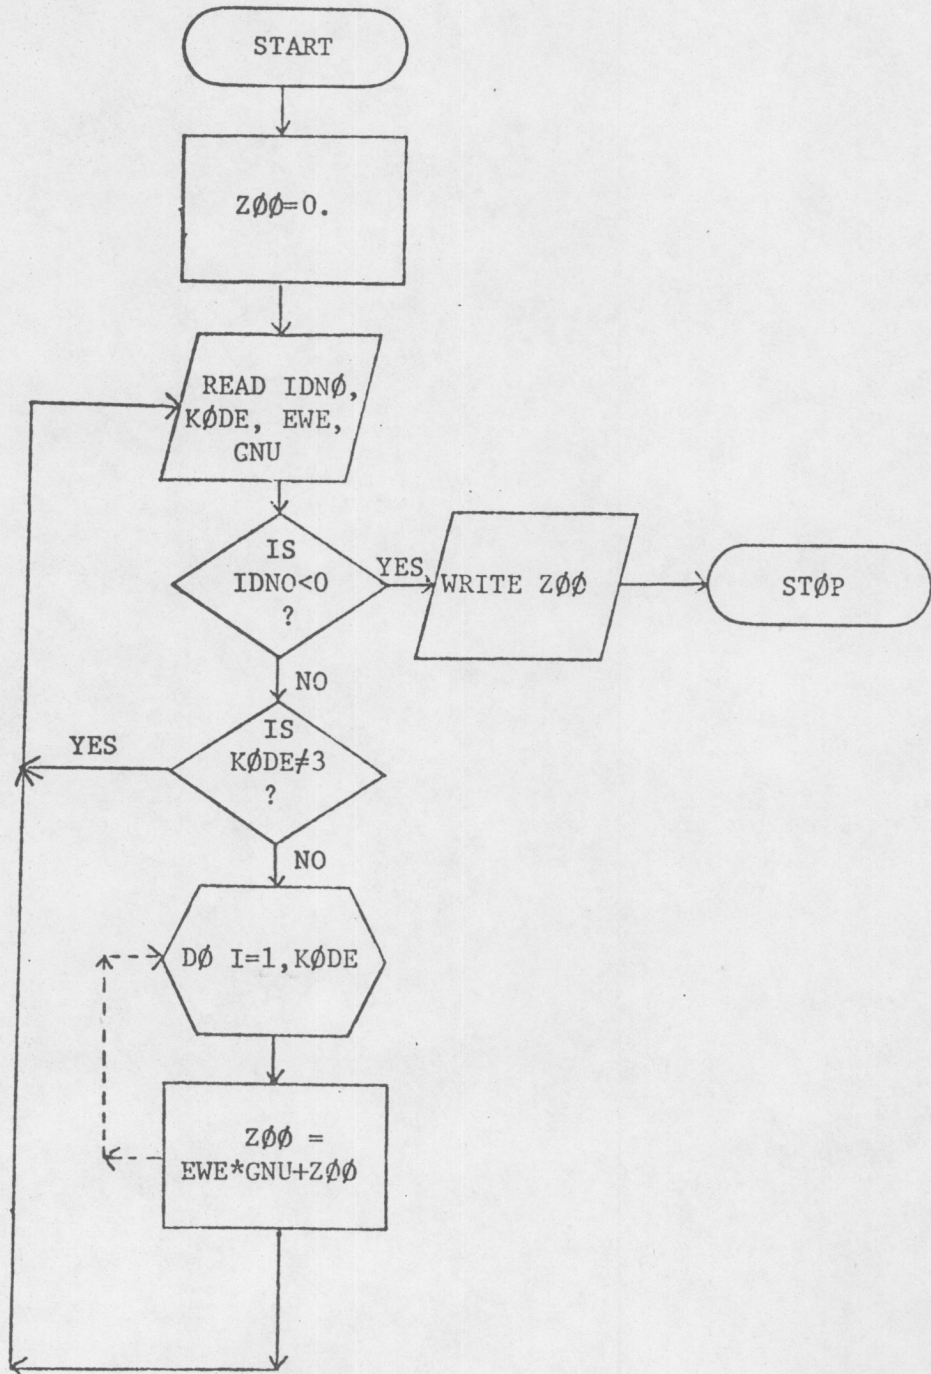 START
ZØØ=0.
READ IDNØ,
KØDE, EWE,
GNU
IS
IDNO<0
?
YES
WRITE ZØØ
STØP
NO
IS
KØDE≠3
?
YES
NO
DØ I=1,KØDE
ZØØ =
EWE*GNU+ZØØ